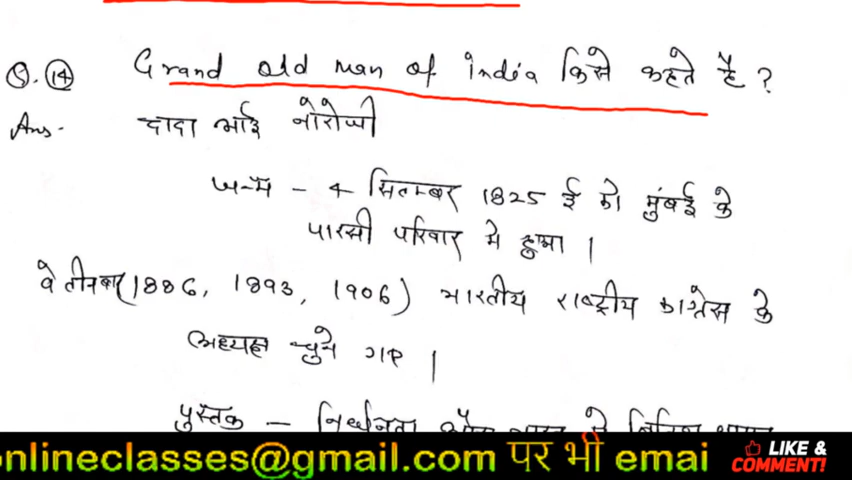 Q. 14 Grand old man of india किसे कहते है ?
Ans. दादा भाई नौरोजी
जन्म - 4 सितम्बर 1825 ई को मुंबई के
पारसी परिवार मे हुआ |
वे तीनबार (1886, 1893, 1906) भारतीय राष्ट्रीय कांग्रेस के
अध्यक्ष चुने गए |
पुस्तक -
nlineclasses@gmail.com पर भी emai
LIKE &
COMMENT!